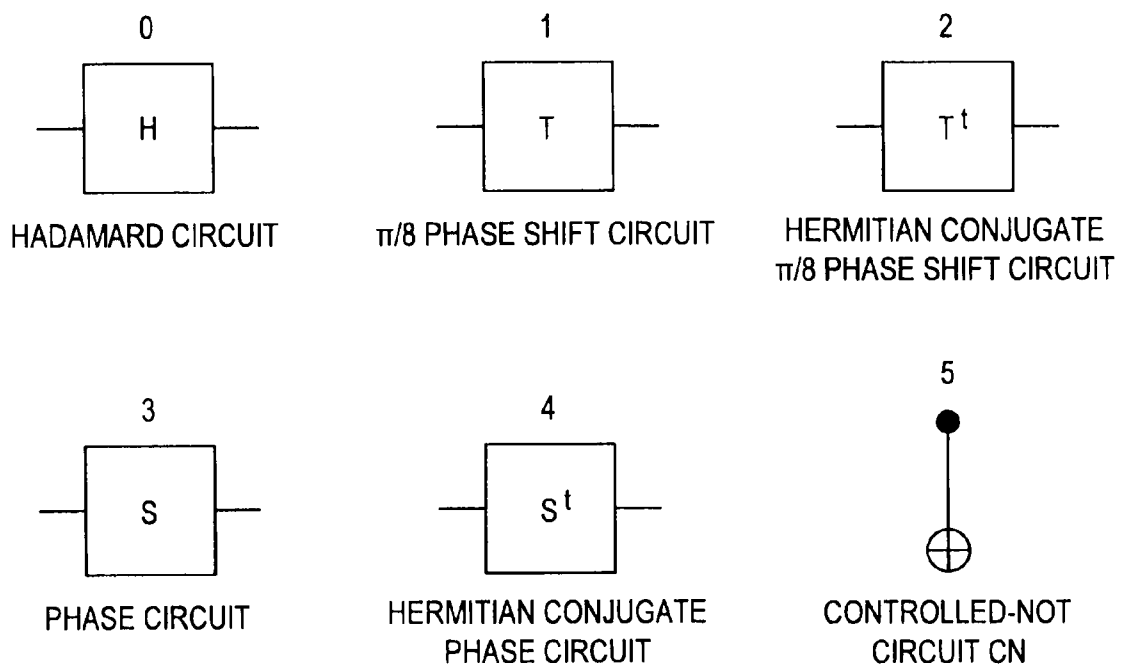 0
1
2
H
T
T t
HADAMARD CIRCUIT
π/8 PHASE SHIFT CIRCUIT
HERMITIAN CONJUGATE
π/8 PHASE SHIFT CIRCUIT
3
4
5
S
S t
PHASE CIRCUIT
HERMITIAN CONJUGATE
PHASE CIRCUIT
CONTROLLED-NOT
CIRCUIT CN